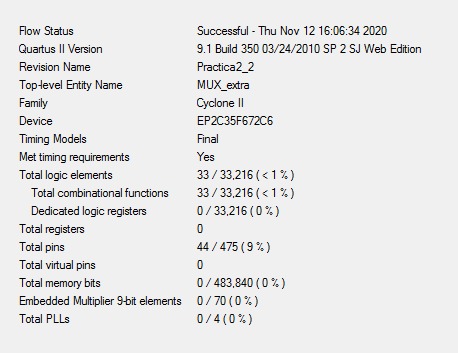 Flow Status Successful - Thu Nov 12 16:06:34 2020
Quartus II Version 9.1 Build 350 03/24/2010 SP 2 SJ Web Edition
Revision Name Practica2_2
Top-level Entity Name MUX_extra
Family Cyclone II
Device EP2C35F672C6
Timing Models Final
Met timing requirements Yes
Total logic elements 33 / 33,216 ( < 1 % )
Total combinational functions 33 / 33,216 ( < 1 % )
Dedicated logic registers 0 / 33,216 ( 0 % )
Total registers 0
Total pins 44 / 475 ( 9 % )
Total virtual pins 0
Total memory bits 0 / 483,840 ( 0 % )
Embedded Multiplier 9-bit elements 0 / 70 ( 0 % )
Total PLLs 0 / 4 ( 0 % )